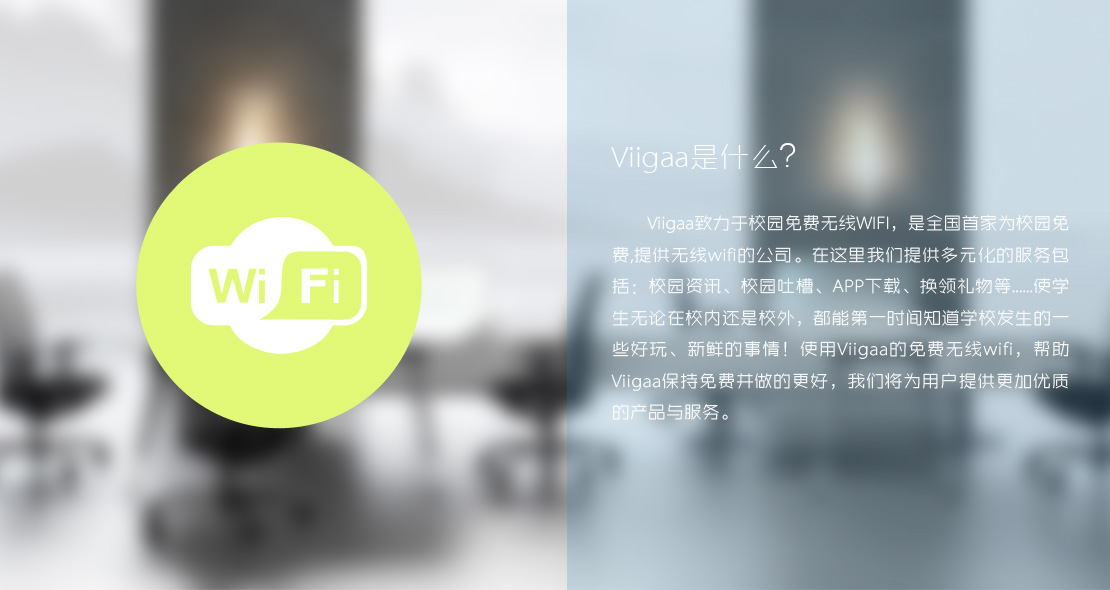 WiFi
Viigaa是什么?
Viigaa致力于校园免费无线WIFI，是全国首家为校园免
费,提供无线wifi的公司。在这里我们提供多元化的服务包
括：校园资讯、校园吐槽、APP下载、换领礼物等......使学
生无论在校内还是校外，都能第一时间知道学校发生的一
些好玩、新鲜的事情！使用Viigaa的免费无线wifi，帮助
Viigaa保持免费并做的更好，我们将为用户提供更加优质
的产品与服务。